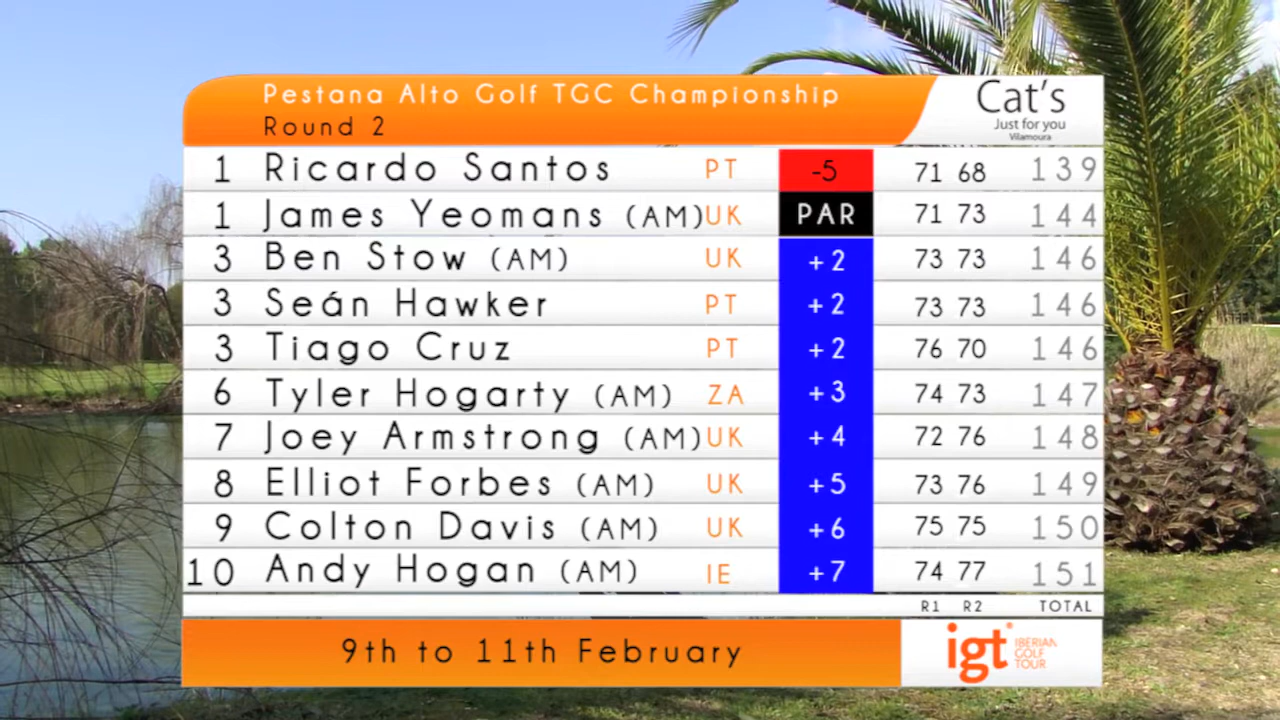 Pestana Alto Golf TGC Championship
Round 2
Cat's
Just for you
Vilamoura
1 Ricardo Santos PT -5 71 68 139
1 James Yeomans (AM) UK PAR 71 73 144
3 Ben Stow (AM) UK +2 73 73 146
3 Seán Hawker PT +2 73 73 146
3 Tiago Cruz PT +2 76 70 146
6 Tyler Hogarty (AM) ZA +3 74 73 147
7 Joey Armstrong (AM) UK +4 72 76 148
8 Elliot Forbes (AM) UK +5 73 76 149
9 Colton Davis (AM) UK +6 75 75 150
10 Andy Hogan (AM) IE +7 74 77 151
R1 R2 TOTAL
9th to 11th February
igt IBERIAN
GOLF
TOUR